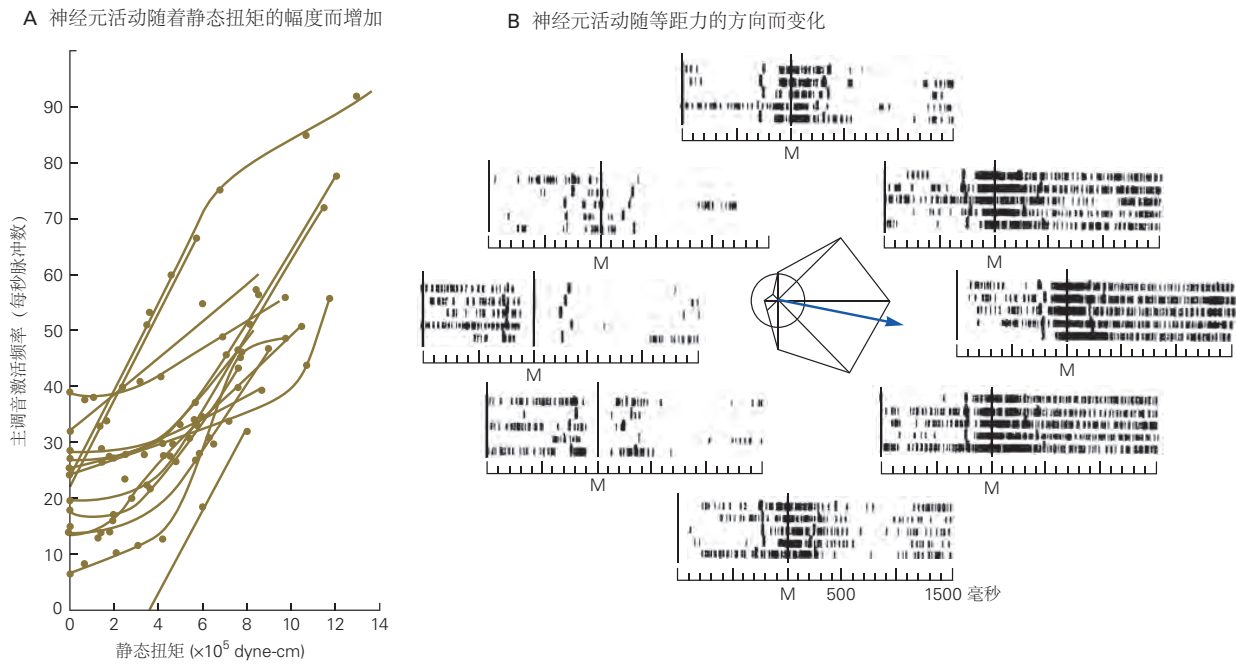 A 神经元活动随着静态扭矩的幅度而增加
主调音激活频率（每秒脉冲数）
90
80
70
60
50
40
30
20
10
0
0 2 4 6 8 10 12 14
静态扭矩 (×10⁵ dyne-cm)
B 神经元活动随等距力的方向而变化
M
M
M
M
M
M
M
M 500 1500 毫秒